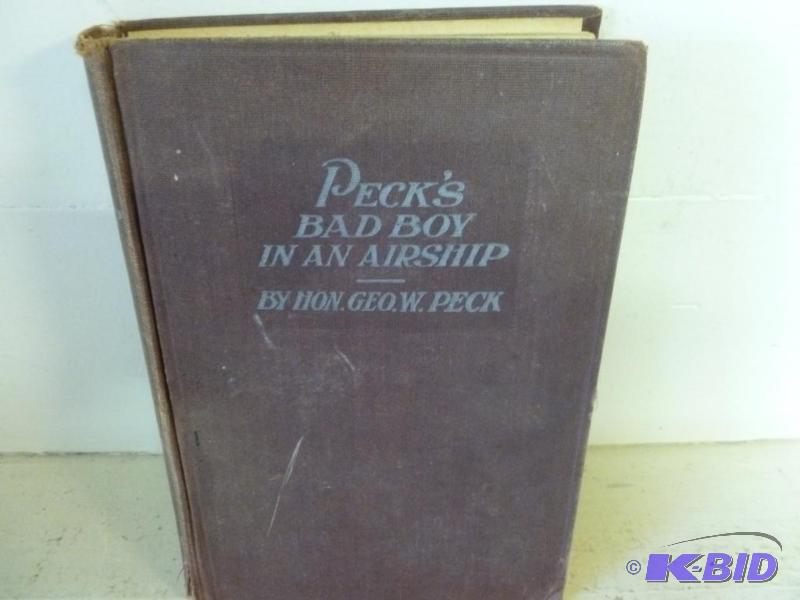 PECK'S
BAD BOY
IN AN AIRSHIP
BY HON. GEO. W. PECK
© K-BID